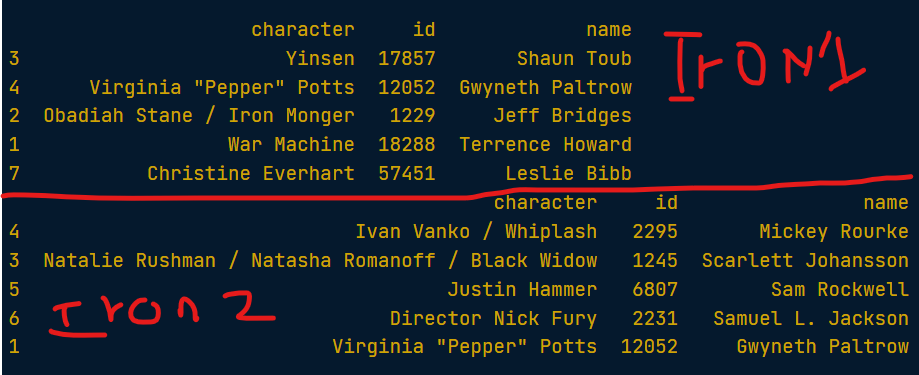 character id name
3 Yinsen 17857 Shaun Toub
4 Virginia "Pepper" Potts 12052 Gwyneth Paltrow
2 Obadiah Stane / Iron Monger 1229 Jeff Bridges
1 War Machine 18288 Terrence Howard
7 Christine Everhart 57451 Leslie Bibb
IRON1
character id name
4 Ivan Vanko / Whiplash 2295 Mickey Rourke
3 Natalie Rushman / Natasha Romanoff / Black Widow 1245 Scarlett Johansson
5 Justin Hammer 6807 Sam Rockwell
6 Director Nick Fury 2231 Samuel L. Jackson
1 Virginia "Pepper" Potts 12052 Gwyneth Paltrow
Iron 2